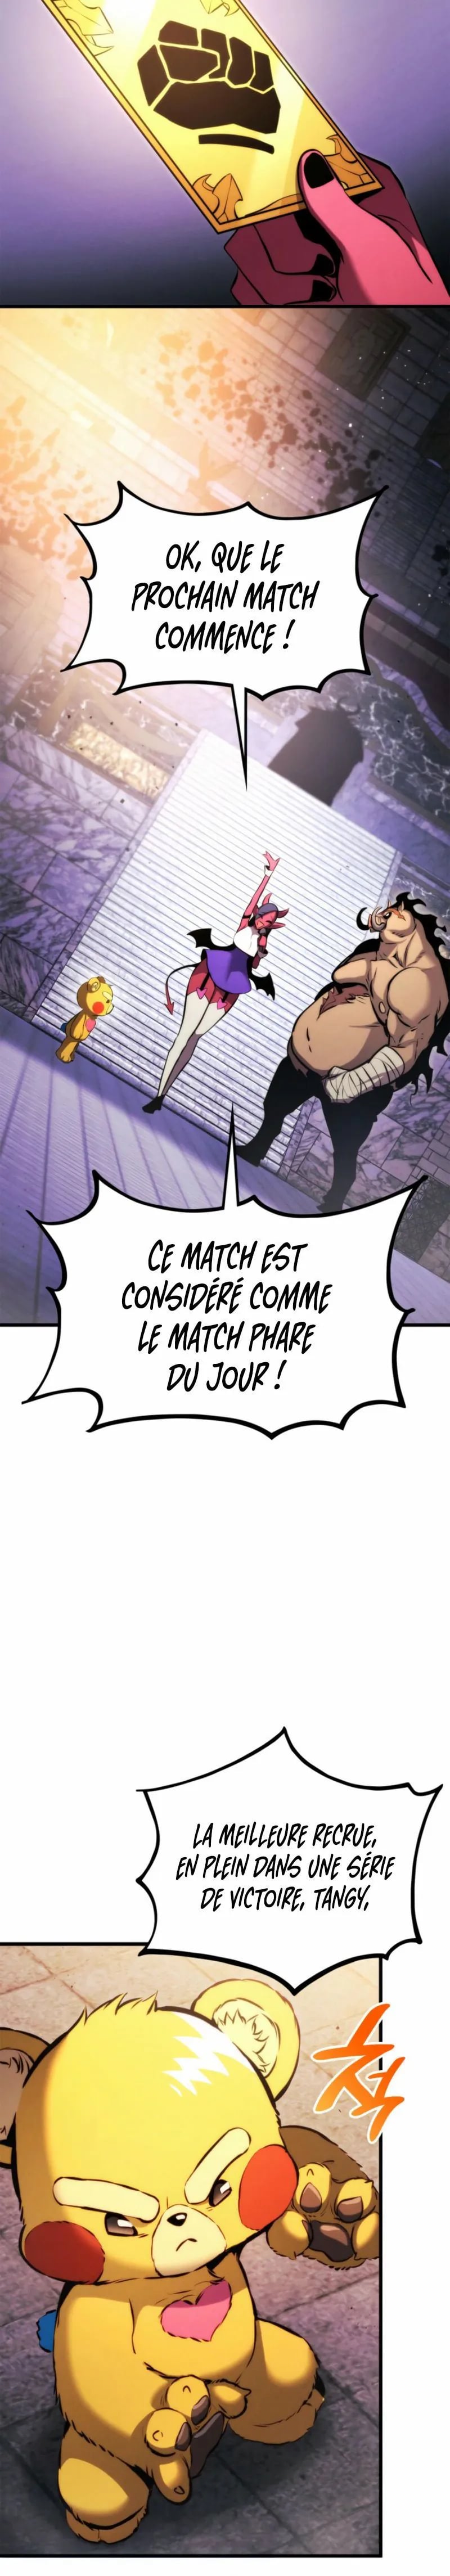 OK, QUE LE
PROCHAIN MATCH
COMMENCE !
CE MATCH EST
CONSIDÉRÉ COMME
LE MATCH PHARE
DU JOUR !
LA MEILLEURE RECRUE,
EN PLEIN DANS UNE SÉRIE
DE VICTOIRE, TANGY,